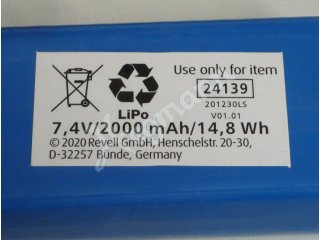 Use only for item
24139
201230LS
V01.01
LiPo
7,4V/2000 mAh/14,8 Wh
© 2020 Revell GmbH, Henschelstr. 20-30,
D-32257 Bünde, Germany